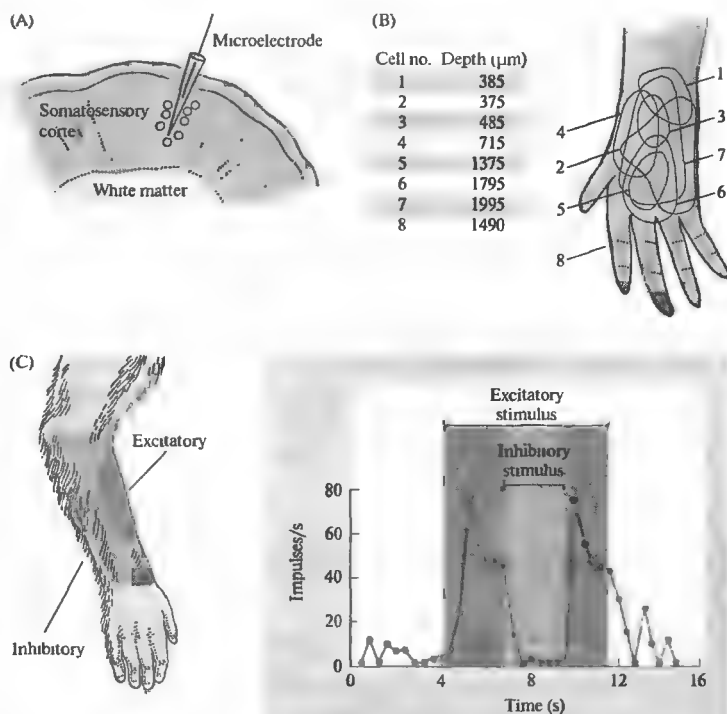 (A)
Microelectrode
Somatosensory
White matter
(B)
Cell no. Depth (μm)
1 385
2 375
3 485
4 715
5 1375
6 1795
7 1995
8 1490
1
4
3
2
7
5
6
8
(C)
Excitatory
Inhibitory
Excitatory
stimulus
Inhibitory
stimulus
Impulses/s
80
60
40
20
0
0 4 8 12 16
Time (s)